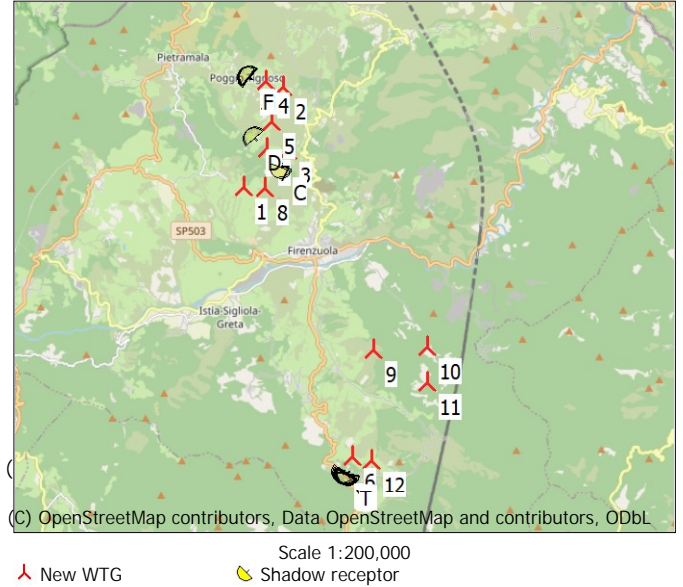 Pietramala
F
4
2
5
D
3
C
1
8
SP503
Firenzuola
Istia-Sigliola-
Greta
9
10
11
6
12
T
(C) OpenStreetMap contributors, Data OpenStreetMap and contributors, ODbL
Scale 1:200,000
New WTG
Shadow receptor